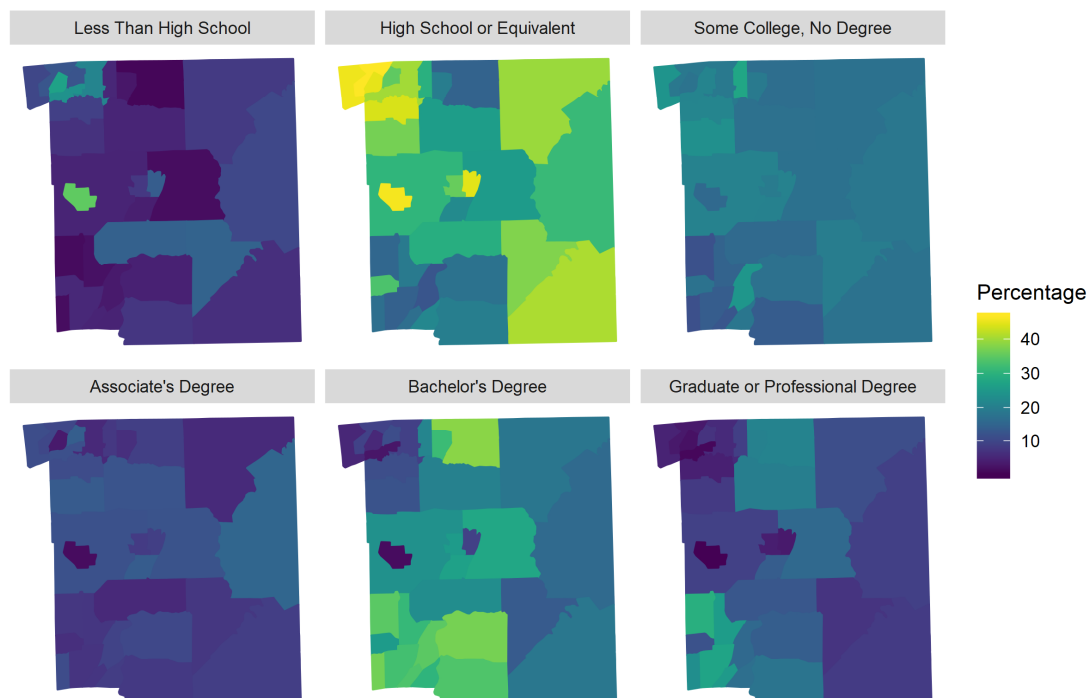 Less Than High School
High School or Equivalent
Some College, No Degree
Percentage
40
30
20
10
Associate's Degree
Bachelor's Degree
Graduate or Professional Degree